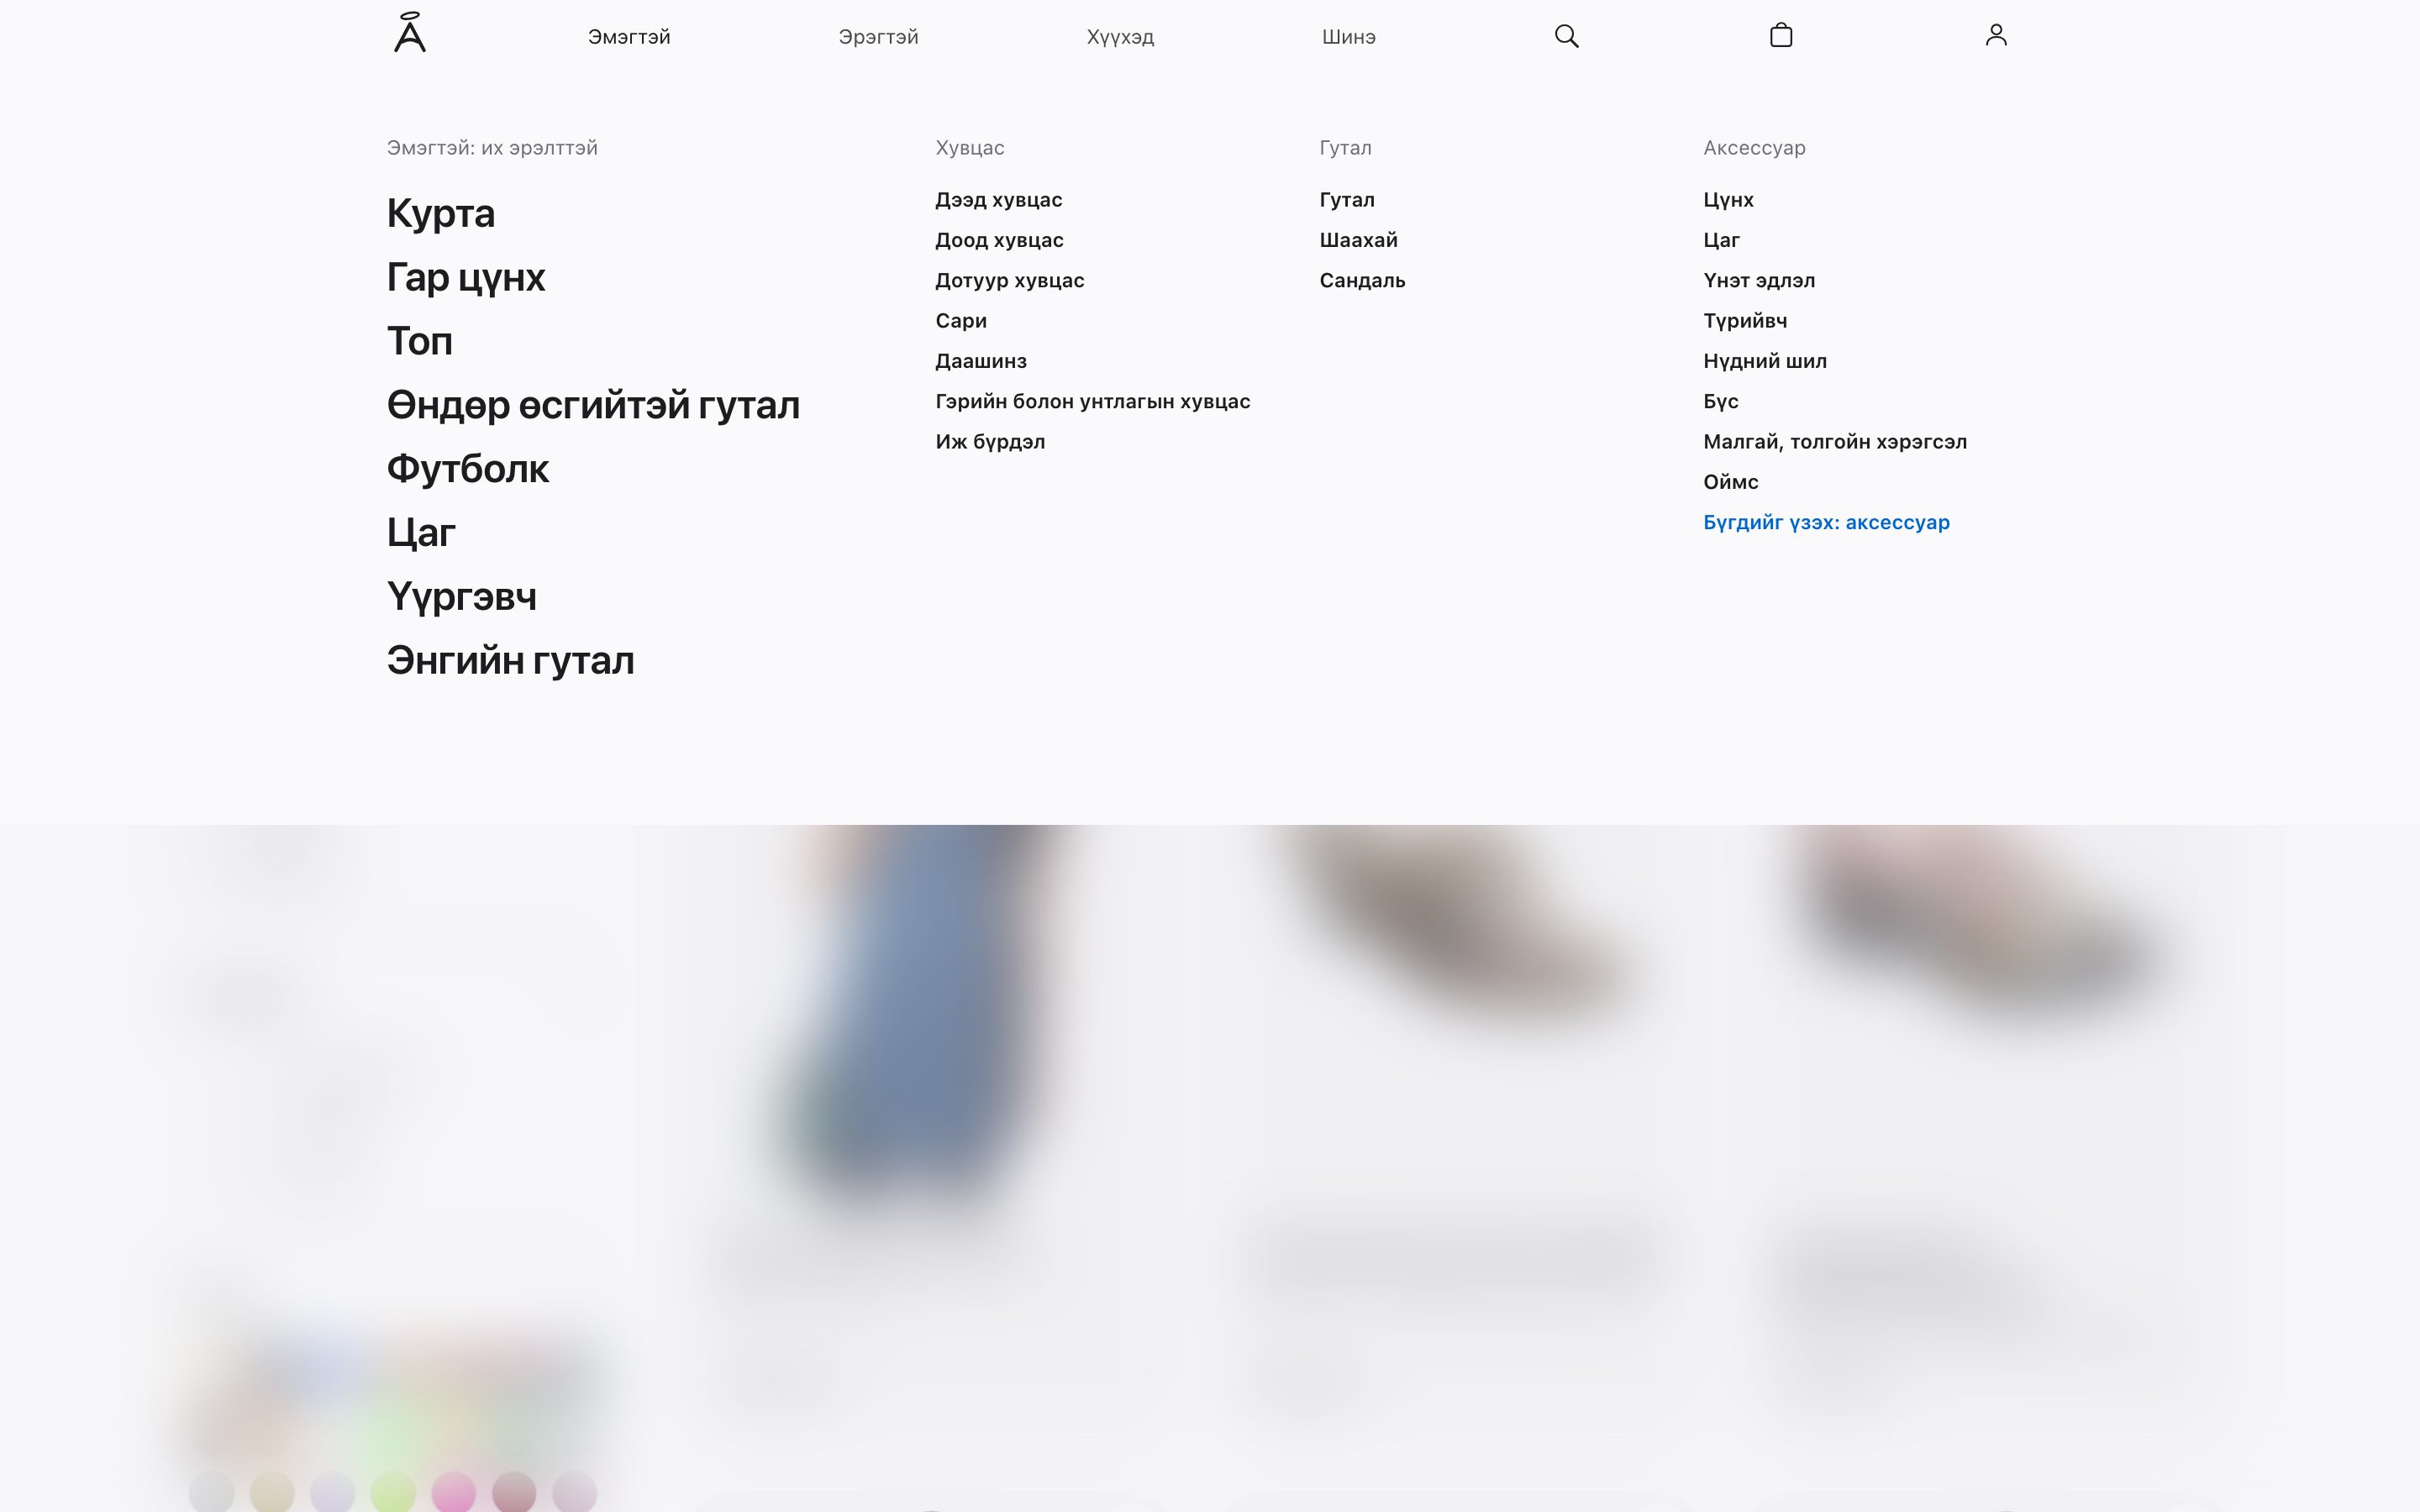 Эмэгтэй
Эрэгтэй
Хүүхэд
Шинэ
Эмэгтэй: их эрэлттэй
Курта
Гар цүнх
Топ
Өндөр өсгийтэй гутал
Футболк
Цаг
Үүргэвч
Энгийн гутал
Хувцас
Дээд хувцас
Доод хувцас
Дотуур хувцас
Сари
Даашинз
Гэрийн болон унтлагын хувцас
Иж бүрдэл
Гутал
Гутал
Шаахай
Сандаль
Аксессуар
Цүнх
Цаг
Үнэт эдлэл
Түрийвч
Нүдний шил
Бүс
Малгай, толгойн хэрэгсэл
Оймс
Бүгдийг үзэх: аксессуар